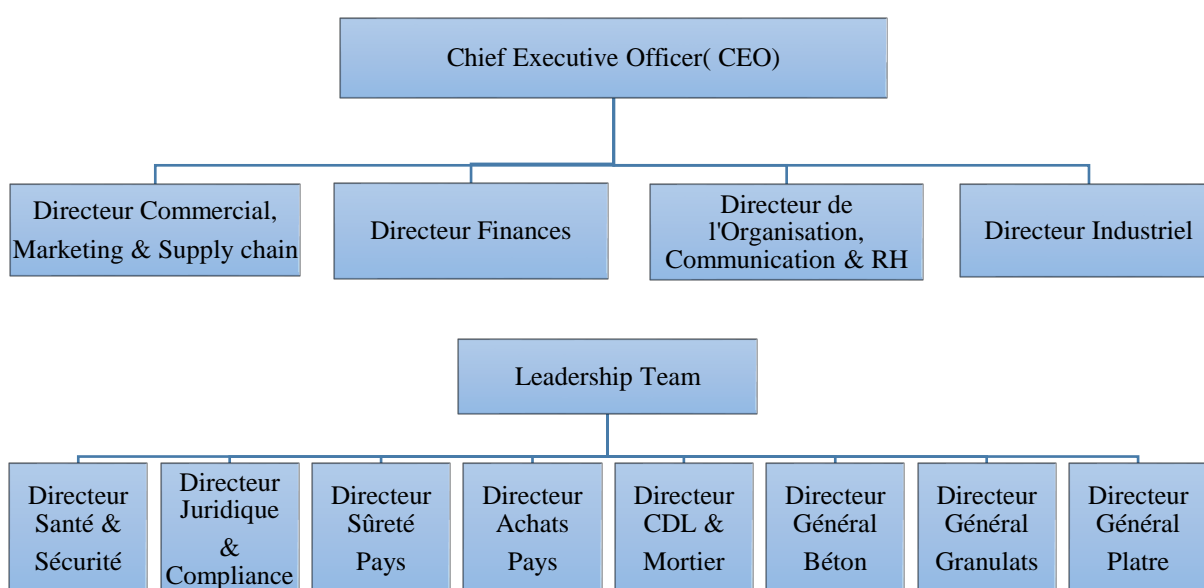 Chief Executive Officer( CEO)
Directeur Commercial,
Marketing & Supply chain
Directeur Finances
Directeur de
l'Organisation,
Communication & RH
Directeur Industriel
Leadership Team
Directeur
Santé &
Sécurité
Directeur
Juridique
&
Compliance
Directeur
Sûreté
Pays
Directeur
Achats
Pays
Directeur
CDL &
Mortier
Directeur
Général
Béton
Directeur
Général
Granulats
Directeur
Général
Platre